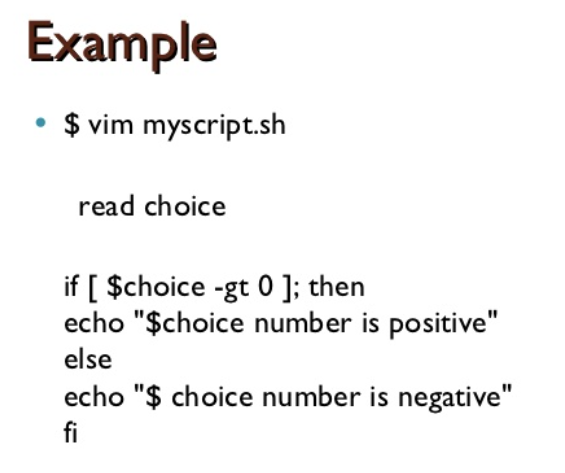 Example
• $ vim myscript.sh
read choice
if [ $choice -gt 0 ]; then
echo "$choice number is positive"
else
echo "$ choice number is negative"
fi